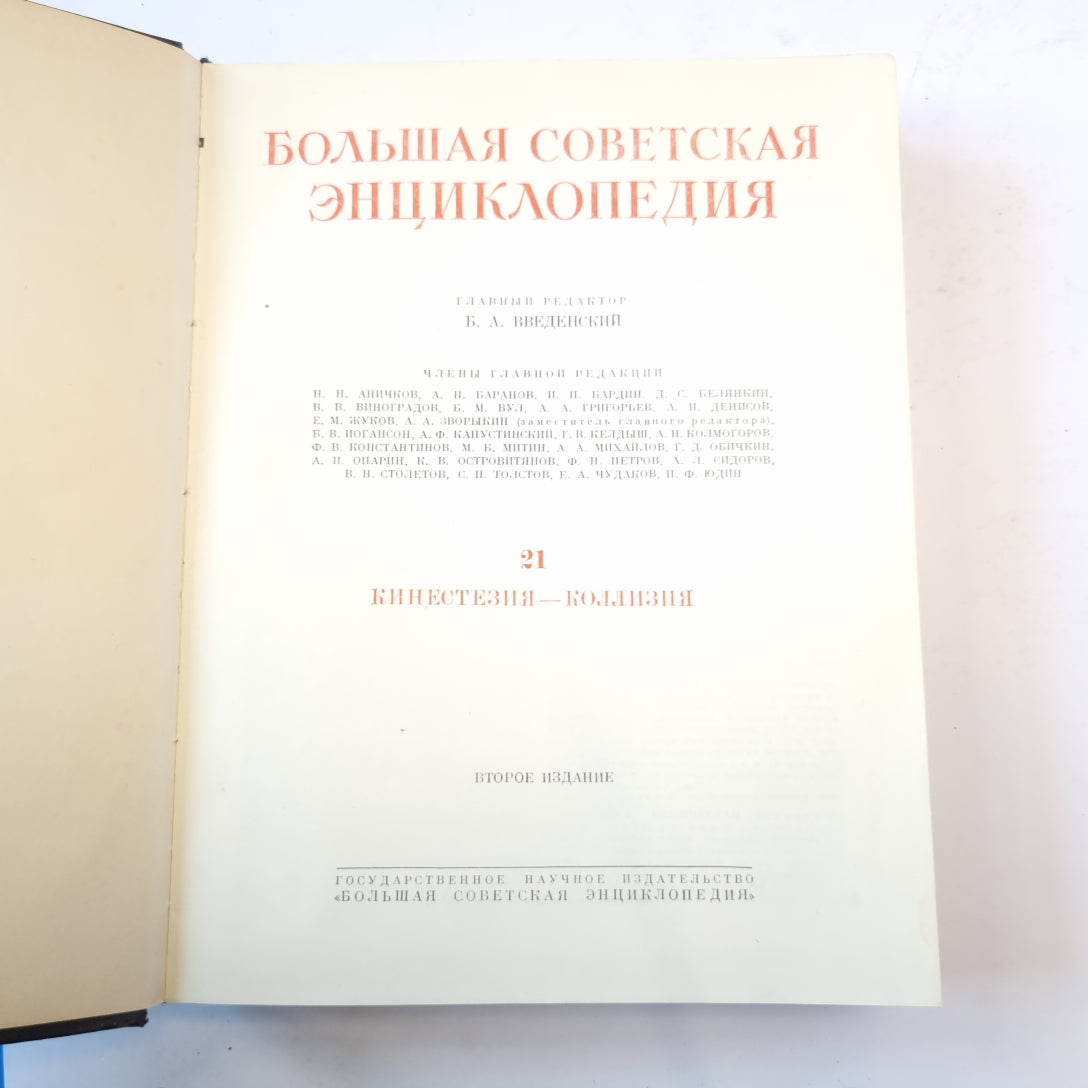 БОЛЬШАЯ СОВЕТСКАЯ
ЭНЦИКЛОПЕДИЯ
ГЛАВНЫЙ РЕДАКТОР
Б. А. ВВЕДЕНСКИЙ
ЧЛЕНЫ ГЛАВНОЙ РЕДАКЦИИ
Н. Н. АНИЧКОВ, А. И. БАРАНОВ, И. П. БАРДИН, Д. С. БЕЛЯНКИН,
В. В. ВИНОГРАДОВ, Б. М. ВУЛ, А. А. ГРИГОРЬЕВ, А. И. ДЕНИСОВ,
Е. М. ЖУКОВ, А. А. ЗВОРЫКИН (заместитель главного редактора),
Б. В. ИОГАНСОН, А. Ф. КАПУСТИНСКИЙ, Г. В. КЕЛДЫШ, А. Н. КОЛМОГОРОВ,
Ф. В. КОНСТАНТИНОВ, М. Б. МИТИН, А. А. МИХАЙЛОВ, Г. Д. ОБИЧКИН,
А. И. ОПАРИН, К. В. ОСТРОВИТЯНОВ, Ф. Н. ПЕТРОВ, А. Л. СИДОРОВ,
В. Н. СТОЛЕТОВ, С. П. ТОЛСТОВ, Е. А. ЧУДАКОВ, П. Ф. ЮДИН
21
КИНЕСТЕЗИЯ — КОЛЛИЗИЯ
ВТОРОЕ ИЗДАНИЕ
ГОСУДАРСТВЕННОЕ НАУЧНОЕ ИЗДАТЕЛЬСТВО
«БОЛЬШАЯ СОВЕТСКАЯ ЭНЦИКЛОПЕДИЯ»